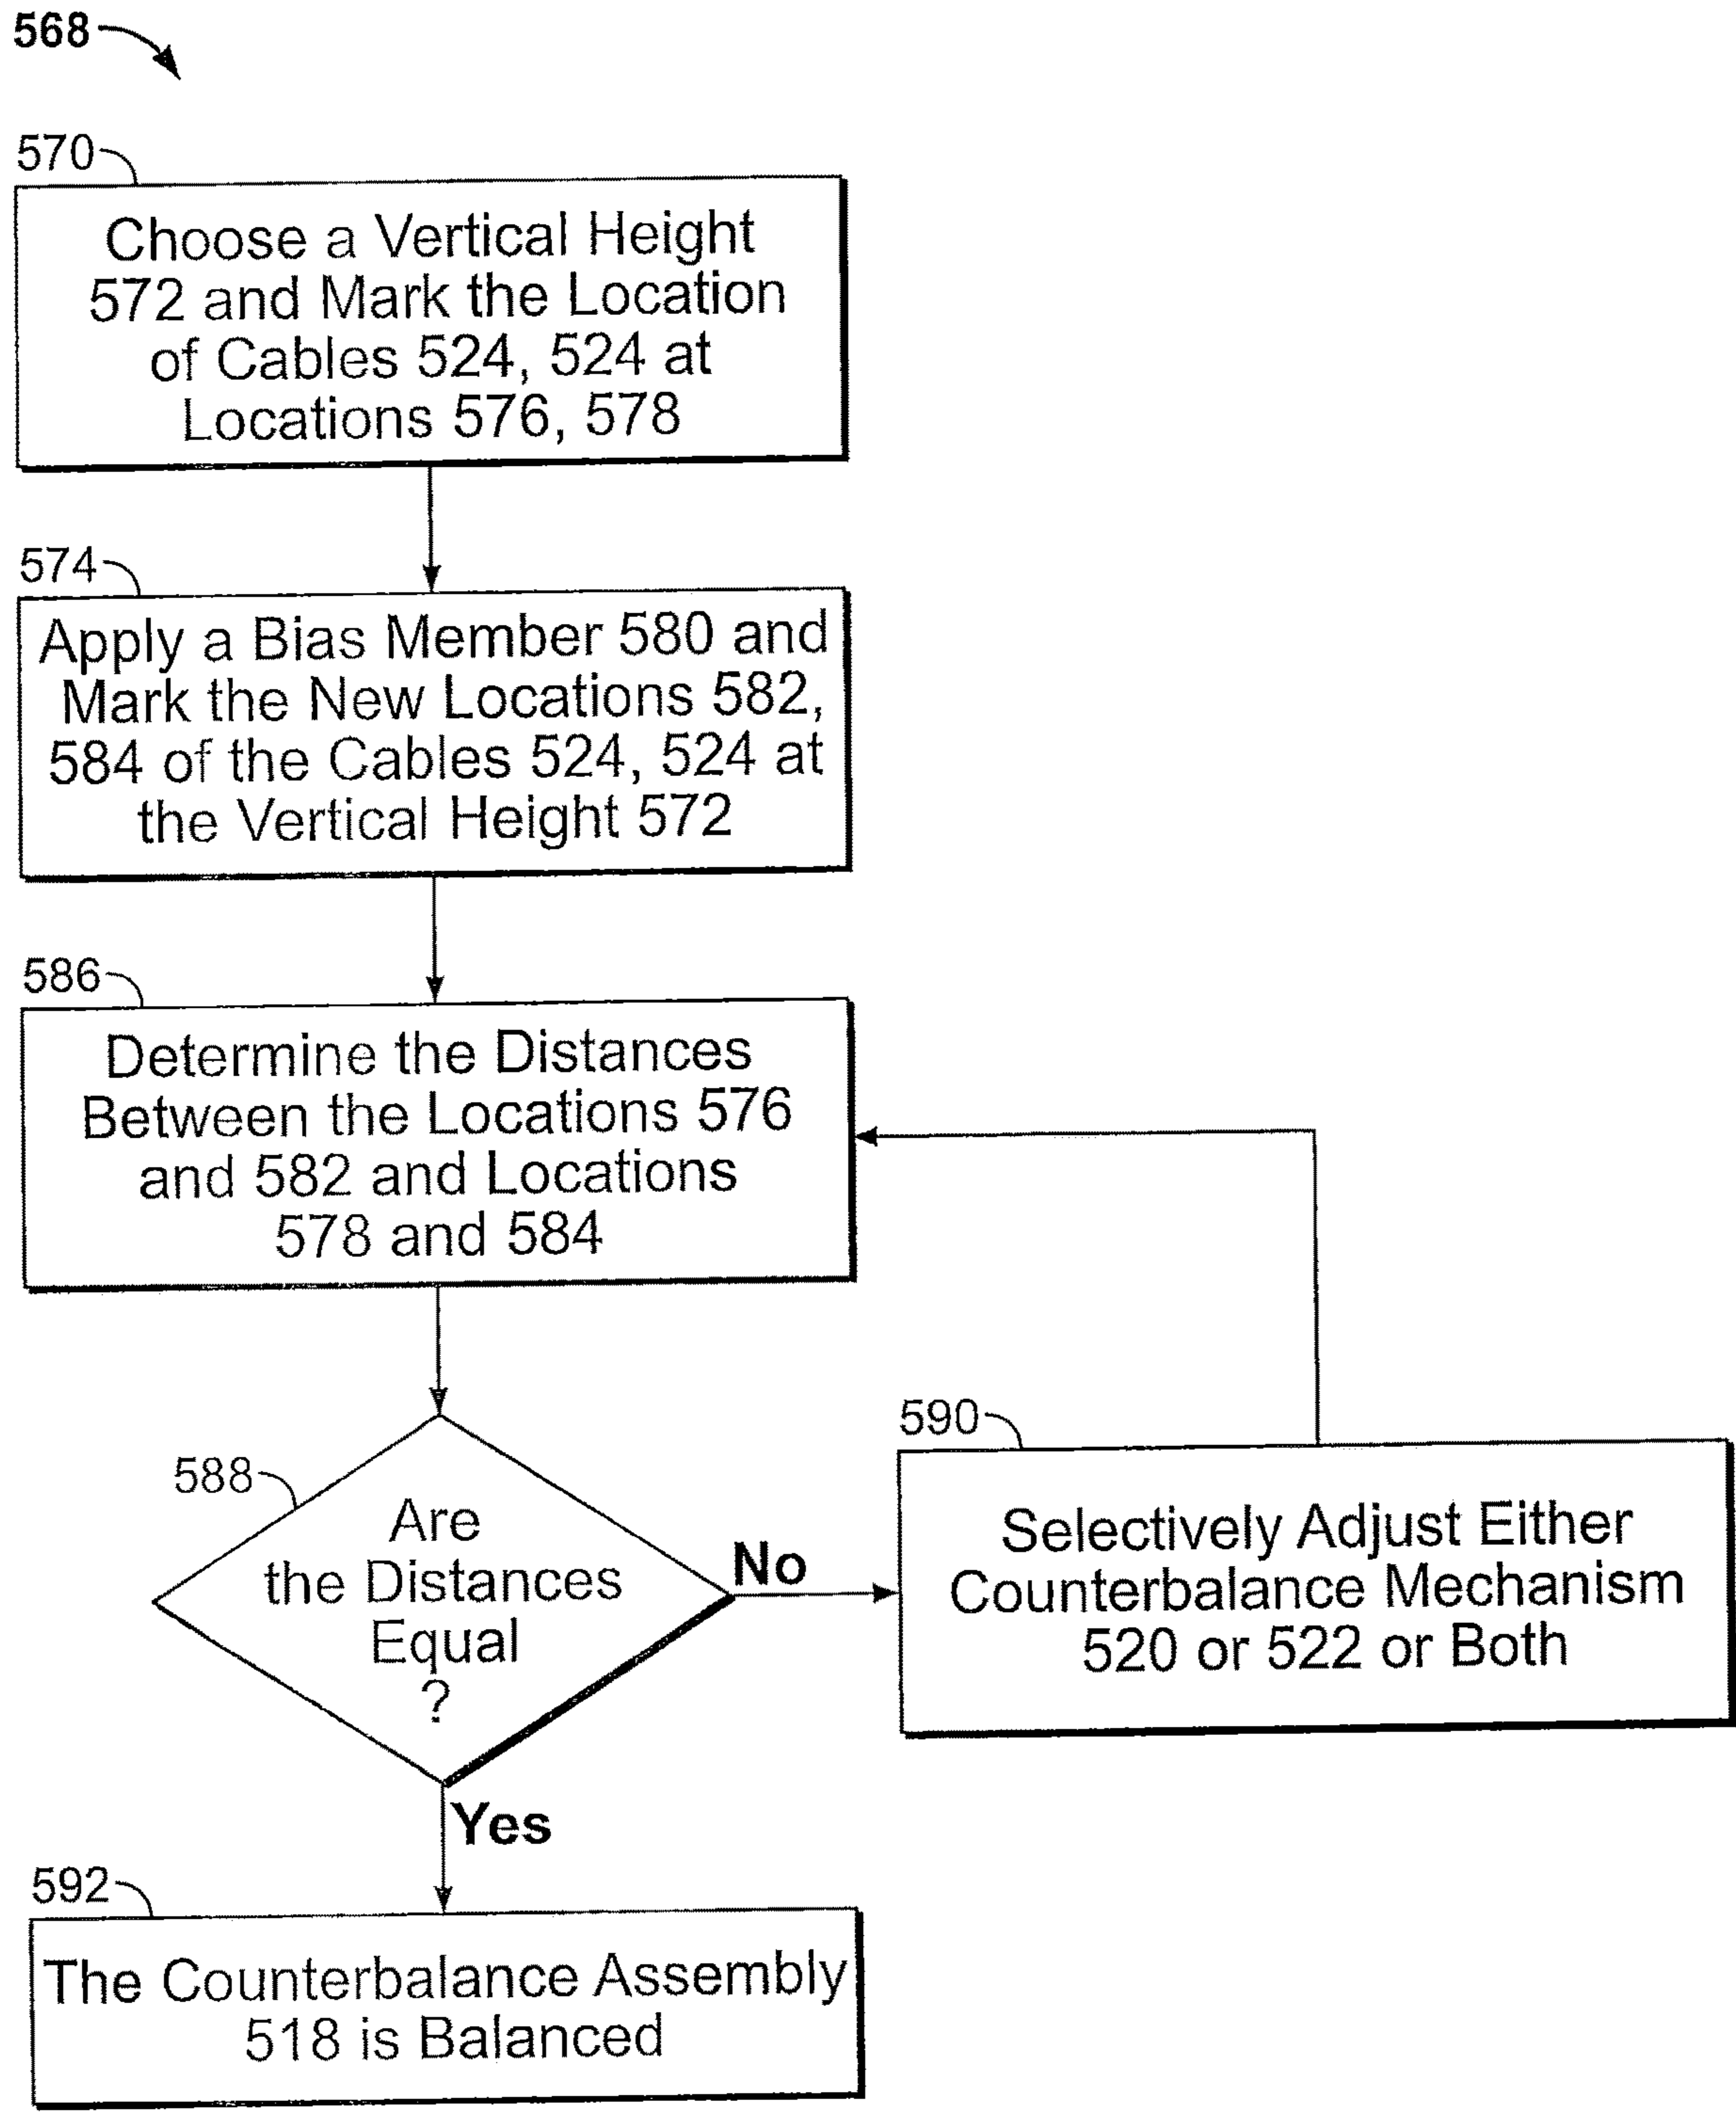 568
570
Choose a Vertical Height
572 and Mark the Location
of Cables 524, 524 at
Locations 576, 578
574
Apply a Bias Member 580 and
Mark the New Locations 582,
584 of the Cables 524, 524 at
the Vertical Height 572
586
Determine the Distances
Between the Locations 576
and 582 and Locations
578 and 584
588
Are
the Distances
Equal
?
No
590
Selectively Adjust Either
Counterbalance Mechanism
520 or 522 or Both
Yes
592
The Counterbalance Assembly
518 is Balanced